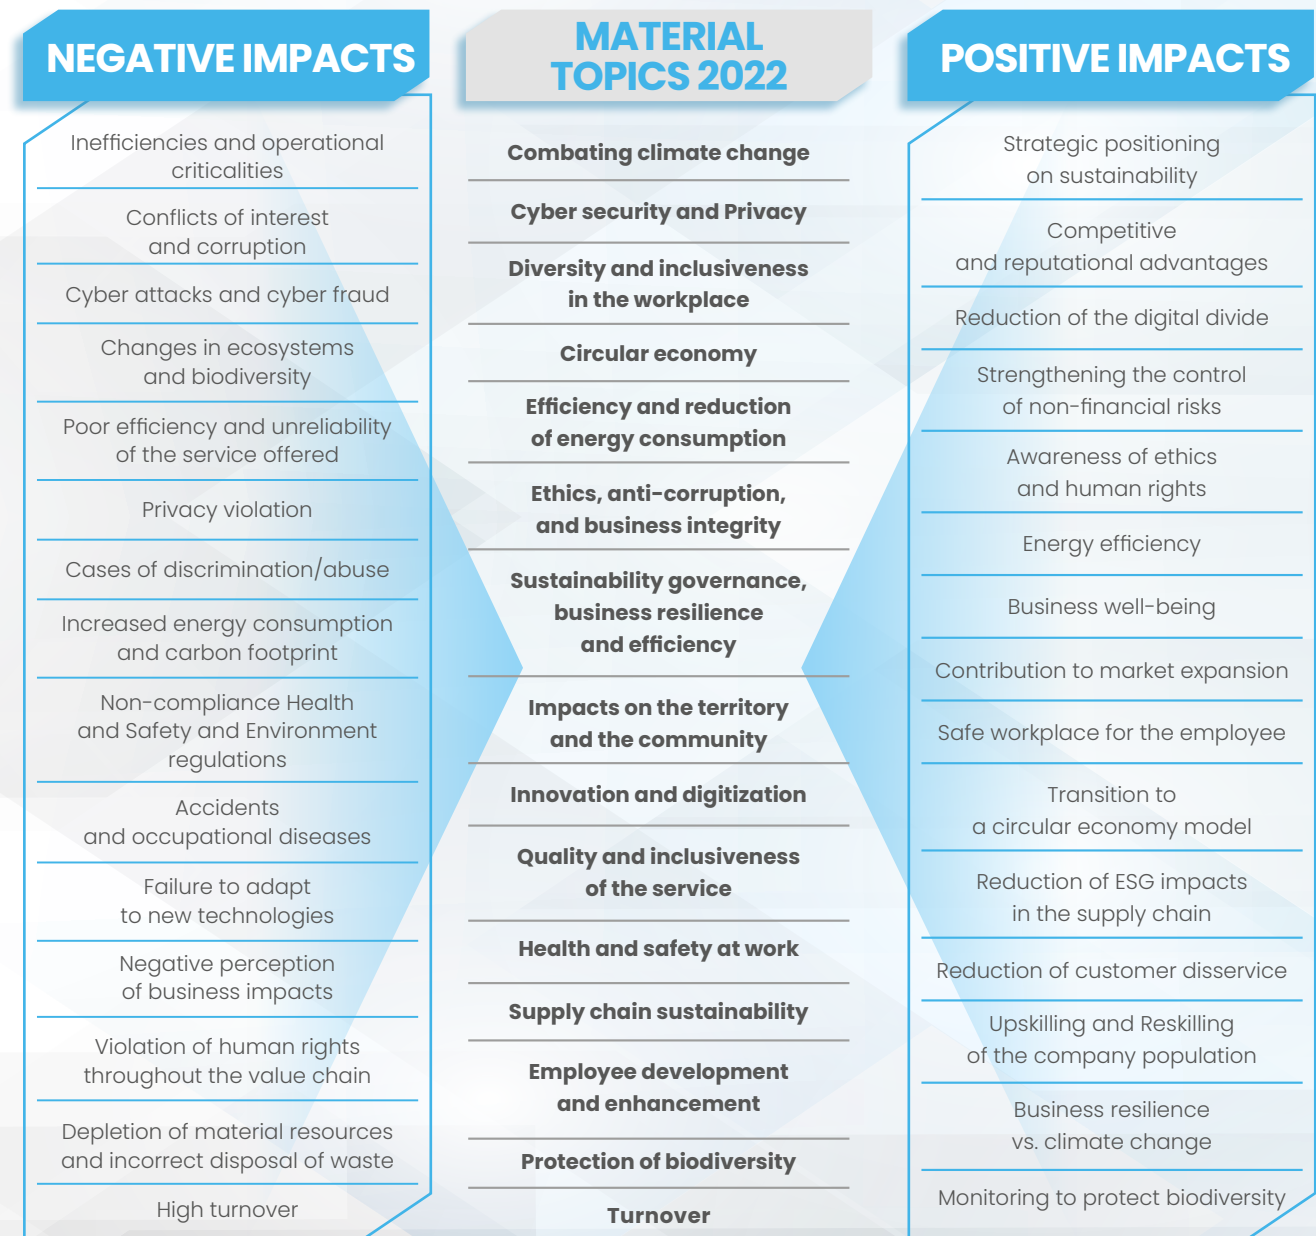 NEGATIVE IMPACTS
Inefficiencies and operational
criticalities
Conflicts of interest
and corruption
Cyber attacks and cyber fraud
Changes in ecosystems
and biodiversity
Poor efficiency and unreliability
of the service offered
Privacy violation
Cases of discrimination/abuse
Increased energy consumption
and carbon footprint
Non-compliance Health
and Safety and Environment
regulations
Accidents
and occupational diseases
Failure to adapt
to new technologies
Negative perception
of business impacts
Violation of human rights
throughout the value chain
Depletion of material resources
and incorrect disposal of waste
High turnover
MATERIAL
TOPICS 2022
Combating climate change
Cyber security and Privacy
Diversity and inclusiveness
in the workplace
Circular economy
Efficiency and reduction
of energy consumption
Ethics, anti-corruption,
and business integrity
Sustainability governance,
business resilience
and efficiency
Impacts on the territory
and the community
Innovation and digitization
Quality and inclusiveness
of the service
Health and safety at work
Supply chain sustainability
Employee development
and enhancement
Protection of biodiversity
Turnover
POSITIVE IMPACTS
Strategic positioning
on sustainability
Competitive
and reputational advantages
Reduction of the digital divide
Strengthening the control
of non-financial risks
Awareness of ethics
and human rights
Energy efficiency
Business well-being
Contribution to market expansion
Safe workplace for the employee
Transition to
a circular economy model
Reduction of ESG impacts
in the supply chain
Reduction of customer disservice
Upskilling and Reskilling
of the company population
Business resilience
vs. climate change
Monitoring to protect biodiversity